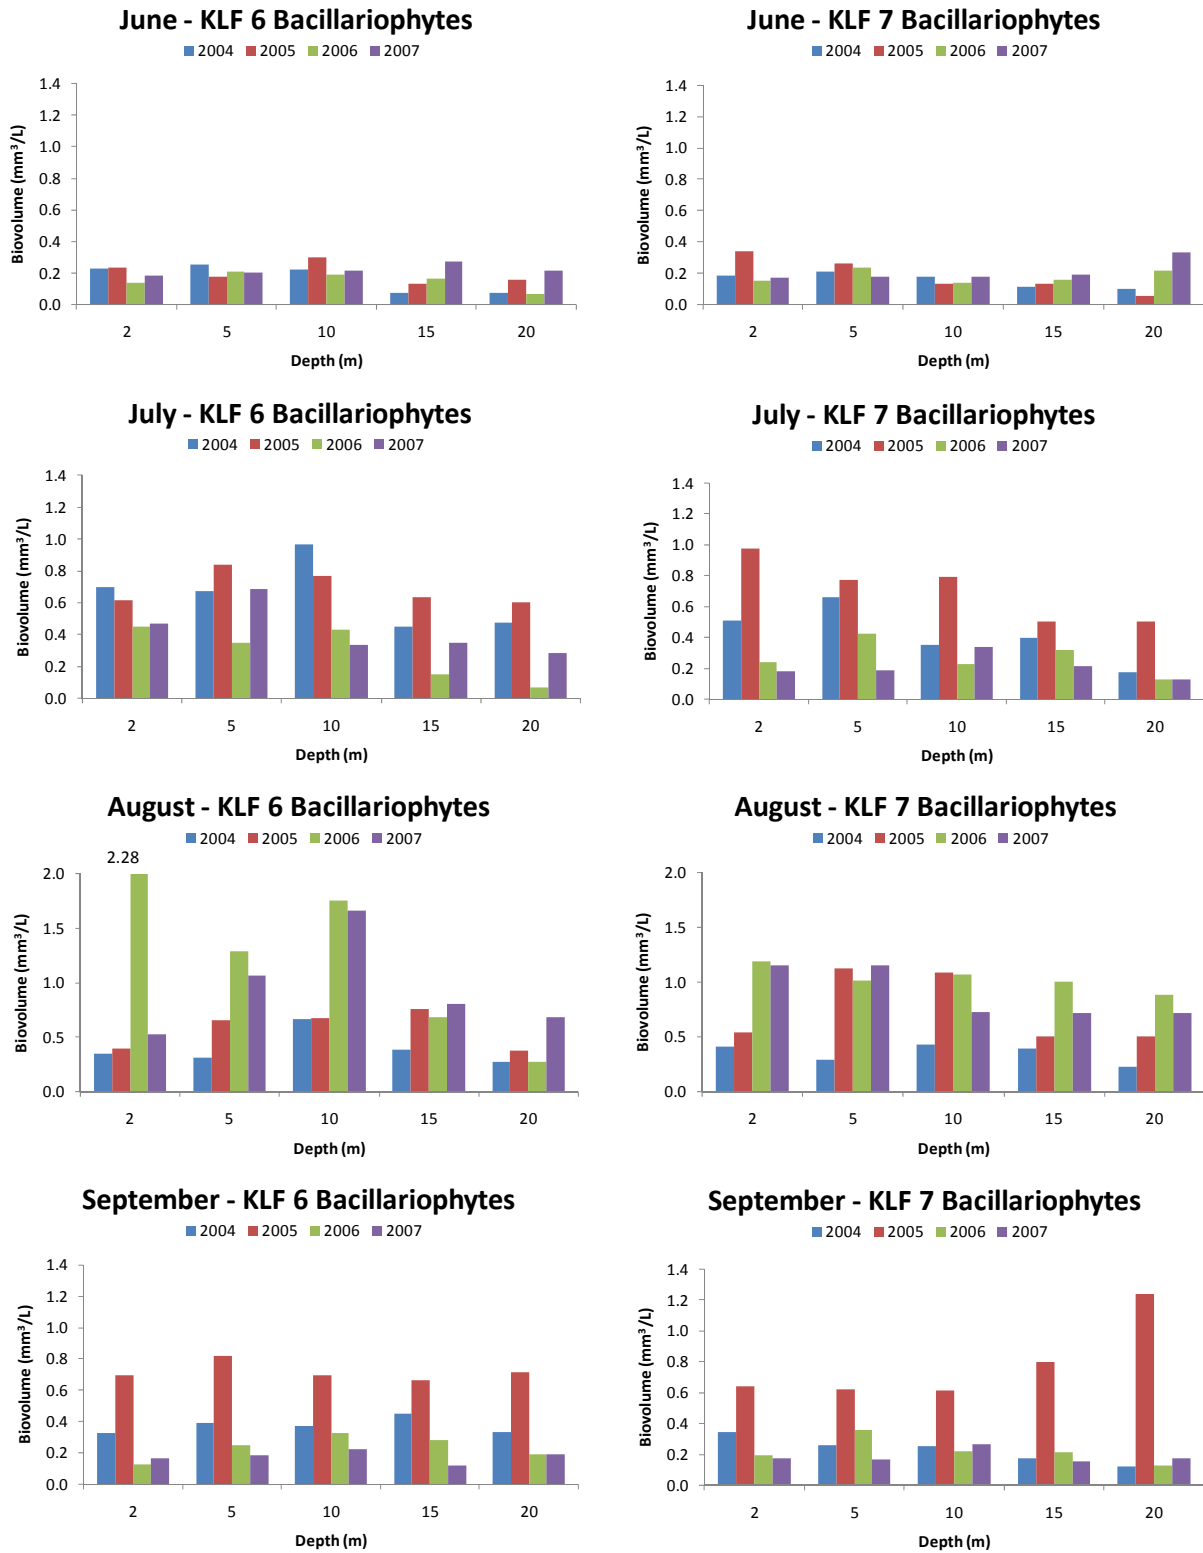 June - KLF 6 Bacillariophytes
2004 2005 2006 2007
1.4
1.2
1.0
0.8
0.6
0.4
0.2
0.0
Biovolume (mm³/L)
2 5 10 15 20
Depth (m)
June - KLF 7 Bacillariophytes
2004 2005 2006 2007
1.4
1.2
1.0
0.8
0.6
0.4
0.2
0.0
Biovolume (mm³/L)
2 5 10 15 20
Depth (m)
July - KLF 6 Bacillariophytes
2004 2005 2006 2007
1.4
1.2
1.0
0.8
0.6
0.4
0.2
0.0
Biovolume (mm³/L)
2 5 10 15 20
Depth (m)
July - KLF 7 Bacillariophytes
2004 2005 2006 2007
1.4
1.2
1.0
0.8
0.6
0.4
0.2
0.0
Biovolume (mm³/L)
2 5 10 15 20
Depth (m)
August - KLF 6 Bacillariophytes
2004 2005 2006 2007
2.28
2.0
1.5
1.0
0.5
0.0
Biovolume (mm³/L)
2 5 10 15 20
Depth (m)
August - KLF 7 Bacillariophytes
2004 2005 2006 2007
2.0
1.5
1.0
0.5
0.0
Biovolume (mm³/L)
2 5 10 15 20
Depth (m)
September - KLF 6 Bacillariophytes
2004 2005 2006 2007
1.4
1.2
1.0
0.8
0.6
0.4
0.2
0.0
Biovolume (mm³/L)
2 5 10 15 20
Depth (m)
September - KLF 7 Bacillariophytes
2004 2005 2006 2007
1.4
1.2
1.0
0.8
0.6
0.4
0.2
0.0
Biovolume (mm³/L)
2 5 10 15 20
Depth (m)